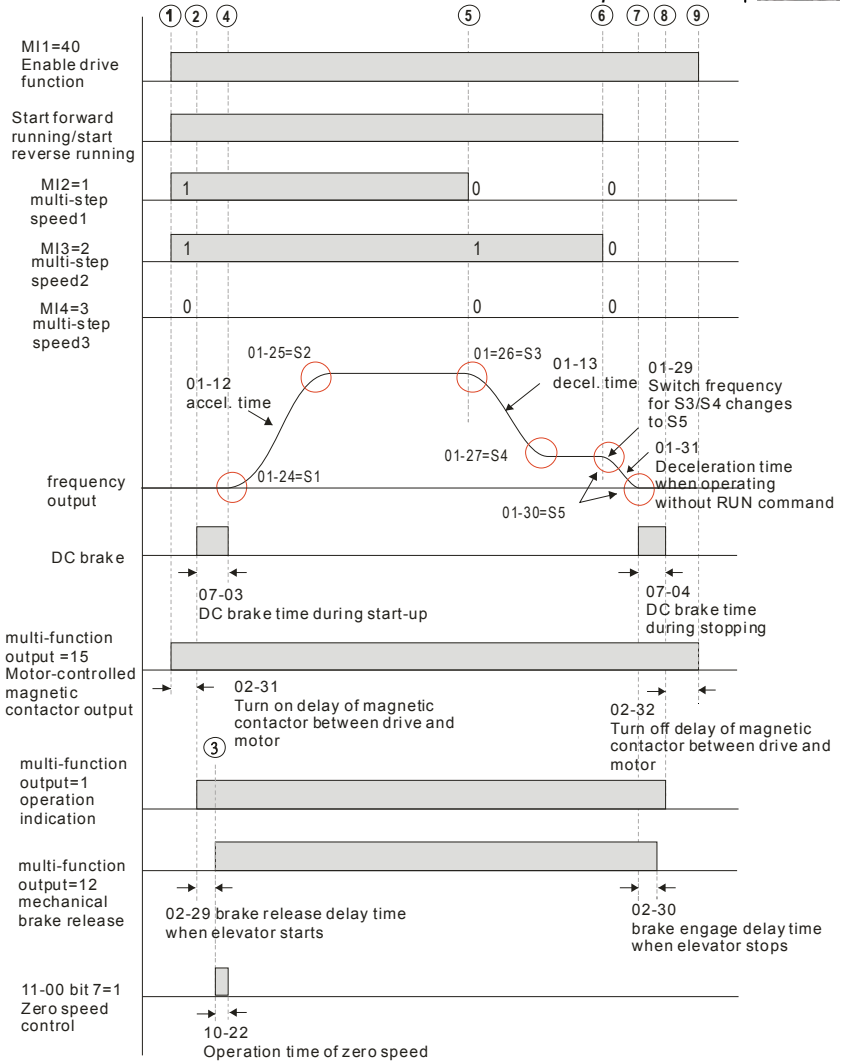 1 2 4 5 6 7 8 9
MI1=40
Enable drive
function
Start forward
running/start
reverse running
MI2=1
multi-step
speed1
1 0 0
MI3=2
multi-step
speed2
1 1 0
MI4=3
multi-step
speed3
0 0 0
01-25=S2
01=26=S3
01-12
accel. time
01-13
decel. time
01-29
Switch frequency
for S3/S4 changes
to S5
01-24=S1
01-27=S4
01-31
Deceleration time
when operating
without RUN command
01-30=S5
frequency
output
DC brake
07-03
DC brake time during start-up
07-04
DC brake time
during stopping
multi-function
output =15
Motor-controlled
magnetic
contactor output
02-31
Turn on delay of magnetic
contactor between drive and
motor
02-32
Turn off delay of magnetic
contactor between drive and
motor
3
multi-function
output=1
operation
indication
multi-function
output=12
mechanical
brake release
02-29 brake release delay time
when elevator starts
02-30
brake engage delay time
when elevator stops
11-00 bit 7=1
Zero speed
control
10-22
Operation time of zero speed